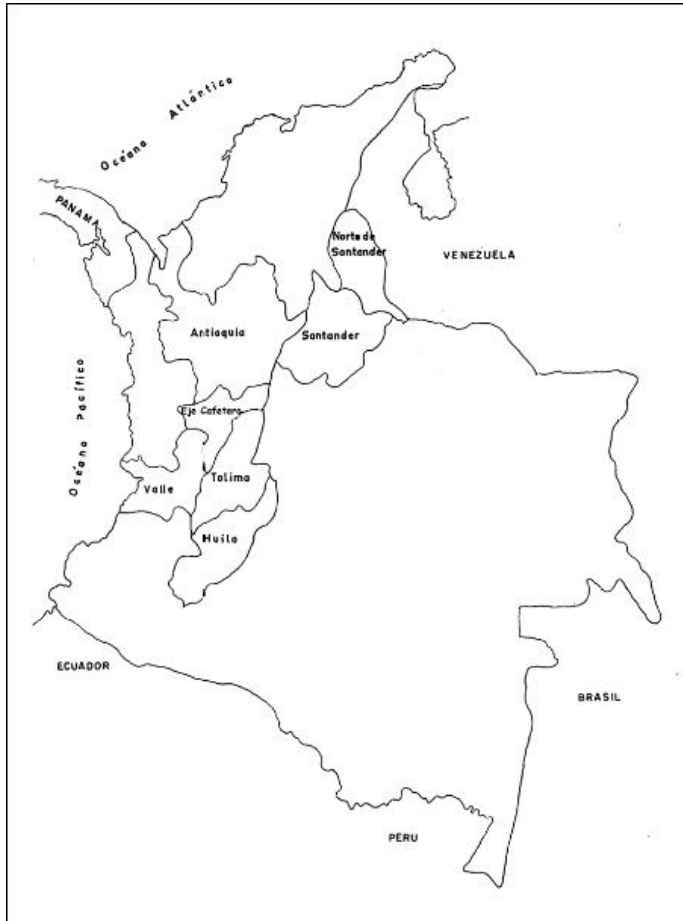 Océano Atlántico
PANAMA
Norte de
Santander
VENEZUELA
Antioquia
Santander
Océano Pacífico
Eje Cafetero
Valle
Tolima
Huila
ECUADOR
BRASIL
PERU